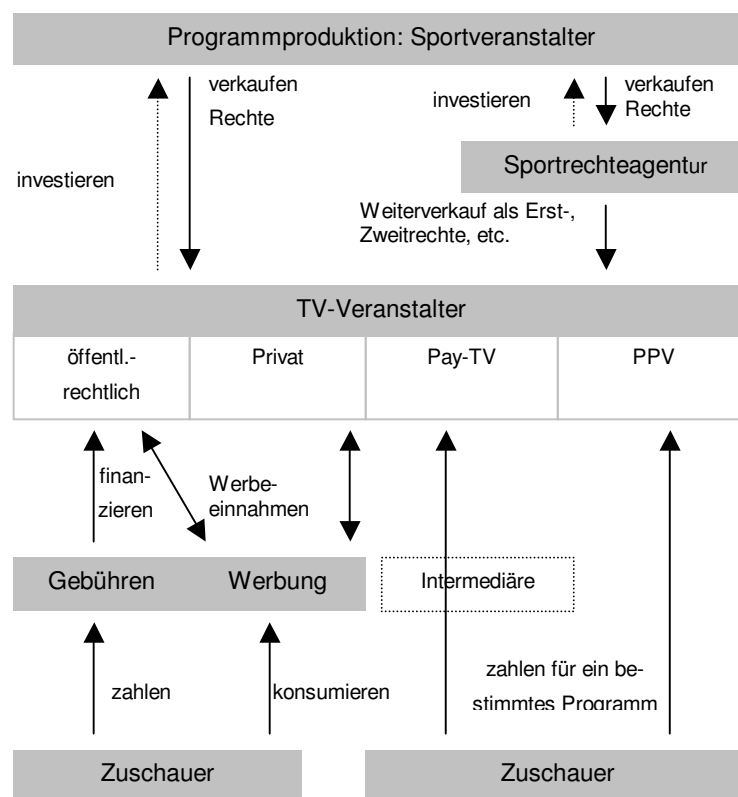 Programmproduktion: Sportveranstalter
verkaufen
Rechte
investieren
verkaufen
Rechte
investieren
Sportrechteagentur
Weiterverkauf als Erst-,
Zweitrechte, etc.
TV-Veranstalter
öffentl.-
rechtlich
Privat
Pay-TV
PPV
finan-
zieren
Werbe-
einnahmen
Gebühren
Werbung
Intermediäre
zahlen
konsumieren
zahlen für ein be-
stimmtes Programm
Zuschauer
Zuschauer